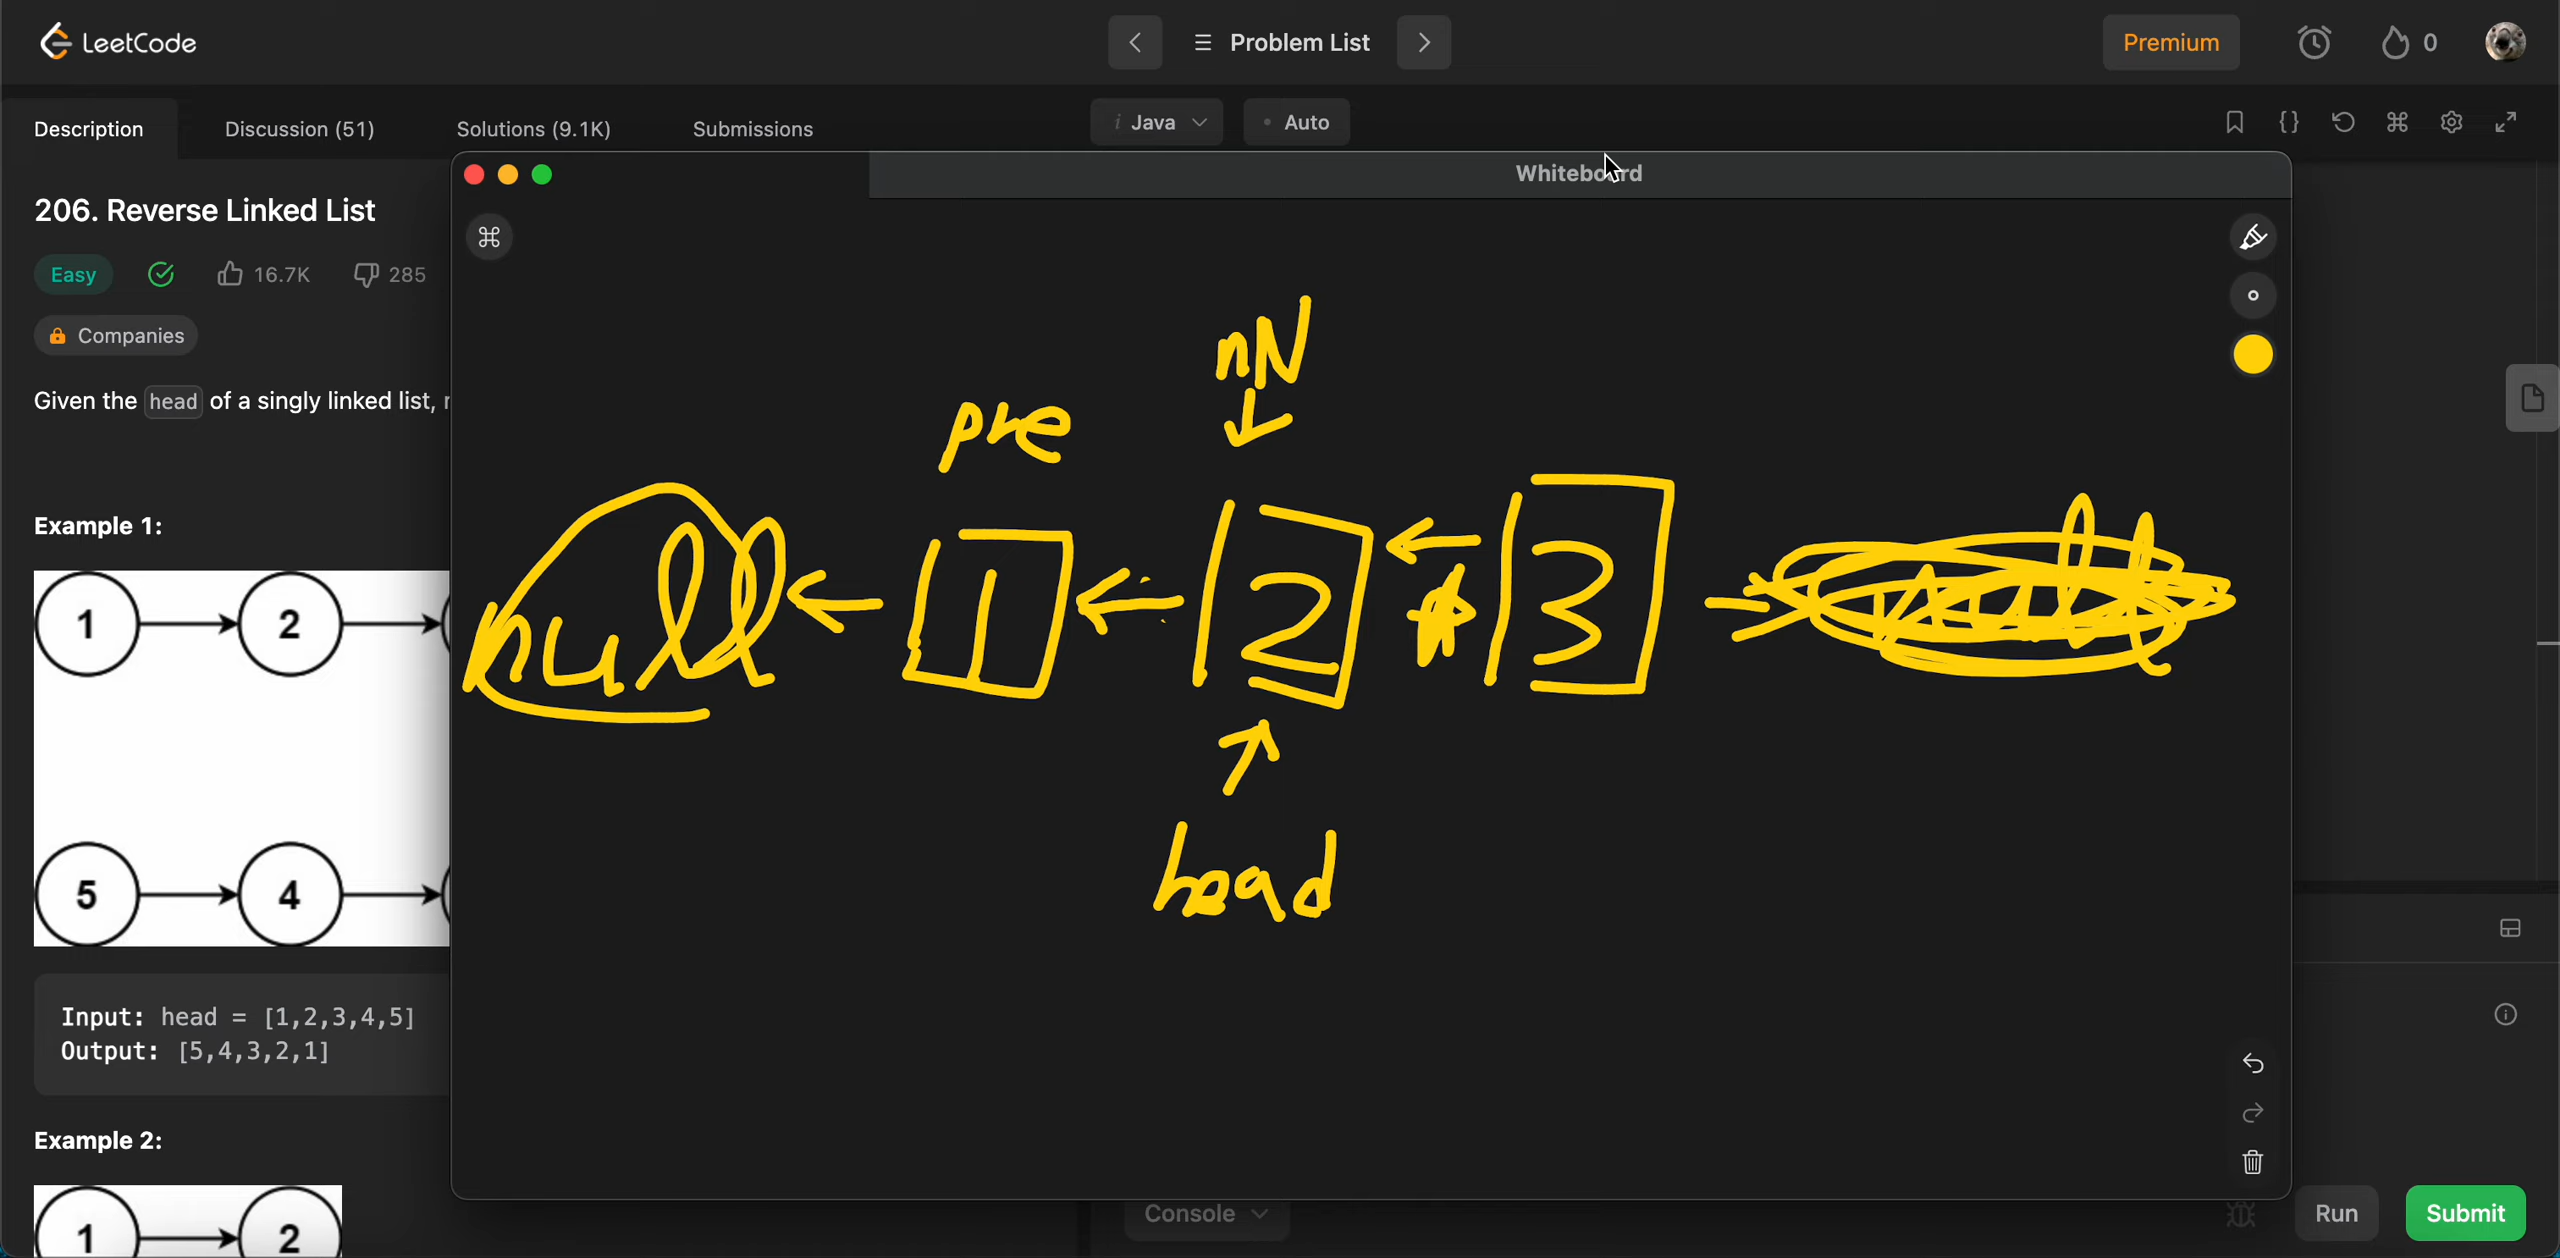 LeetCode
Problem List
Premium
0
Description
Discussion (51)
Solutions (9.1K)
Submissions
i Java
Auto
Whiteboard
206. Reverse Linked List
Easy
16.7K
285
Companies
Given the head of a singly linked list, r
nN
pre
null
1
2
3
head
Example 1:
1
2
5
4
Input: head = [1,2,3,4,5]
Output: [5,4,3,2,1]
Example 2:
1
2
Console
Run
Submit